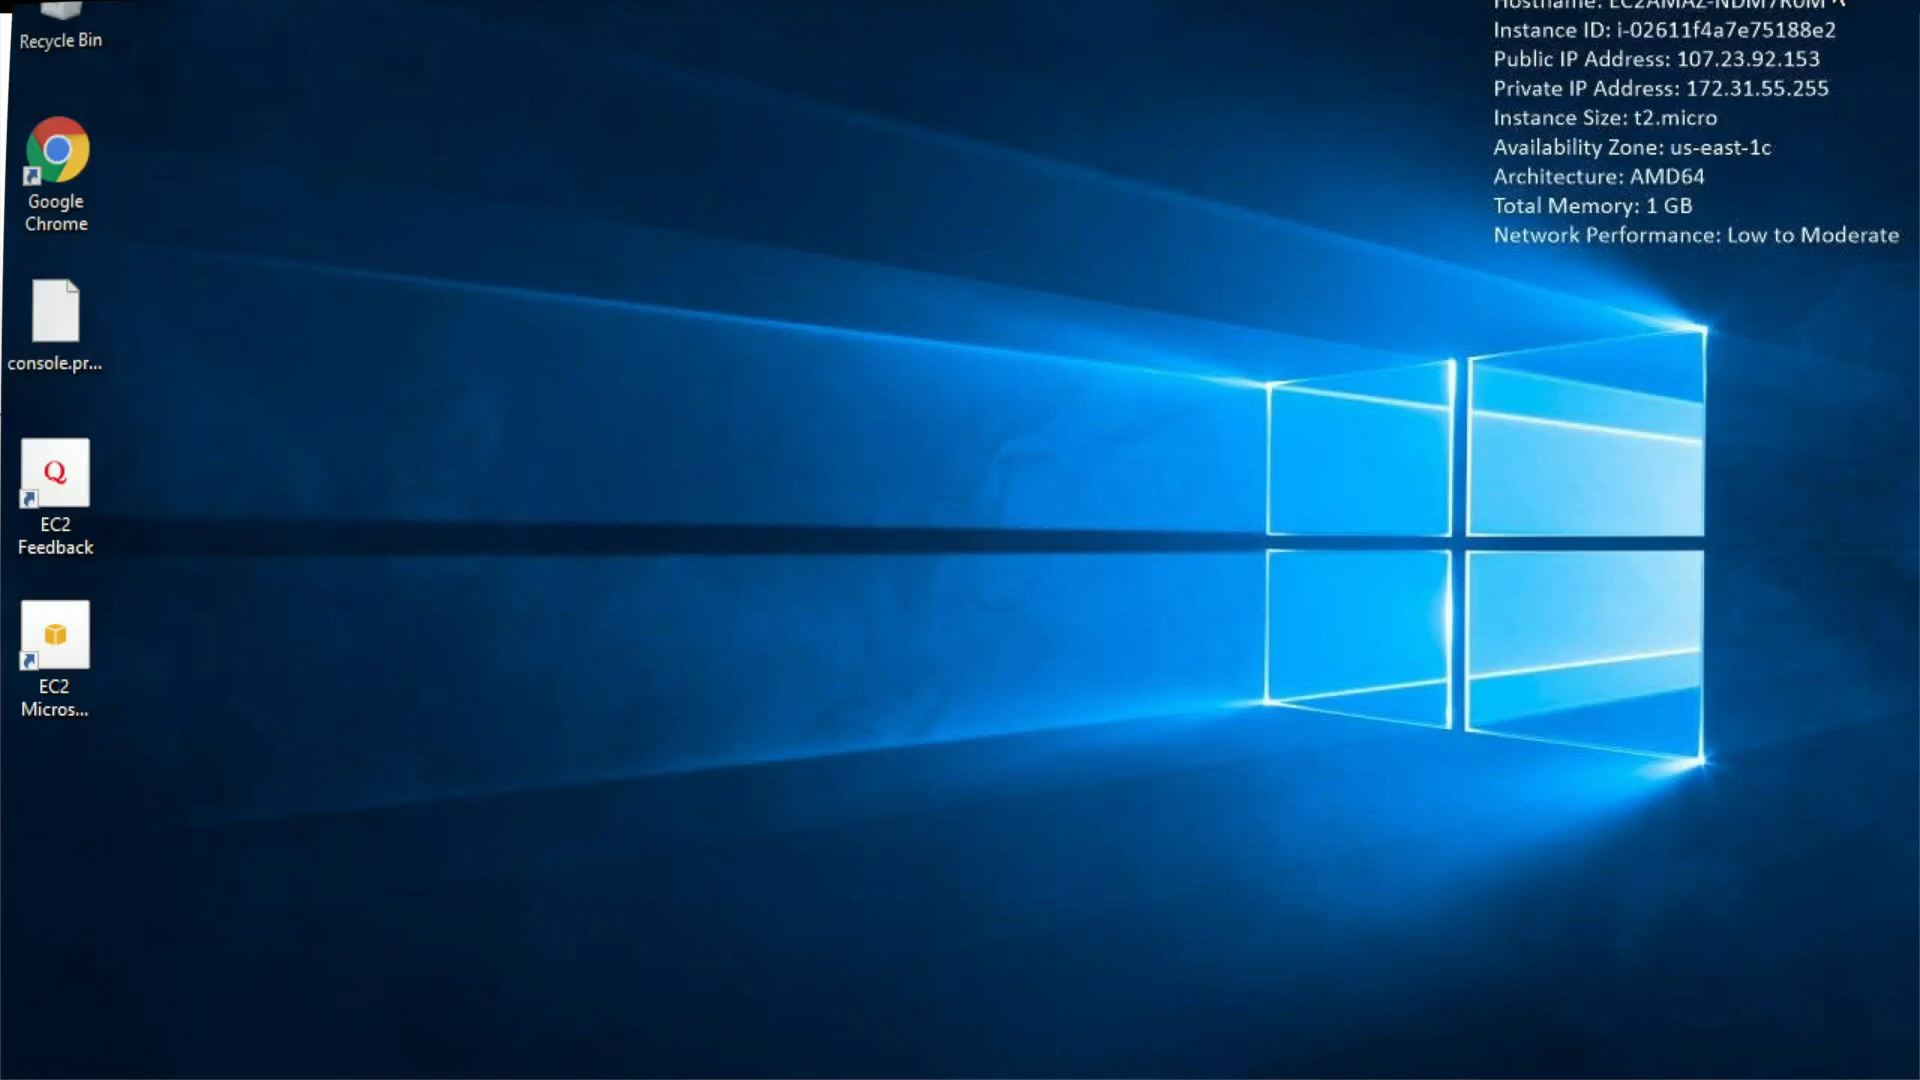 Recycle Bin
Google
Chrome
console.pr...
Q
EC2
Feedback
EC2
Micros...
Hostname:
Instance ID: i-02611f4a7e75188e2
Public IP Address: 107.23.92.153
Private IP Address: 172.31.55.255
Instance Size: t2.micro
Availability Zone: us-east-1c
Architecture: AMD64
Total Memory: 1 GB
Network Performance: Low to Moderate